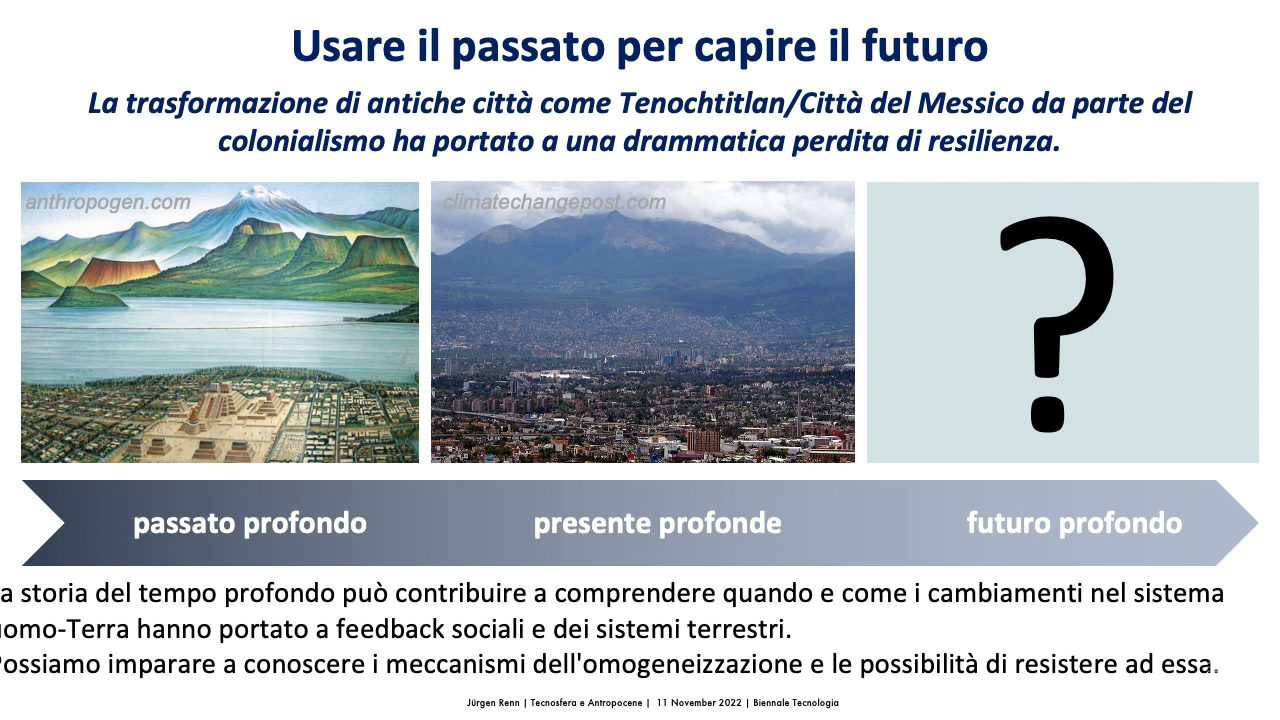 Usare il passato per capire il futuro
La trasformazione di antiche città come Tenochtitlan/Città del Messico da parte del
colonialismo ha portato a una drammatica perdita di resilienza.
anthropogen.com
climatechangepost.com
?
passato profondo
presente profonde
futuro profondo
a storia del tempo profondo può contribuire a comprendere quando e come i cambiamenti nel sistema
uomo-Terra hanno portato a feedback sociali e dei sistemi terrestri.
Possiamo imparare a conoscere i meccanismi dell'omogeneizzazione e le possibilità di resistere ad essa.
Jürgen Renn | Tecnosfera e Antropocene | 11 November 2022 | Biennale Tecnologia